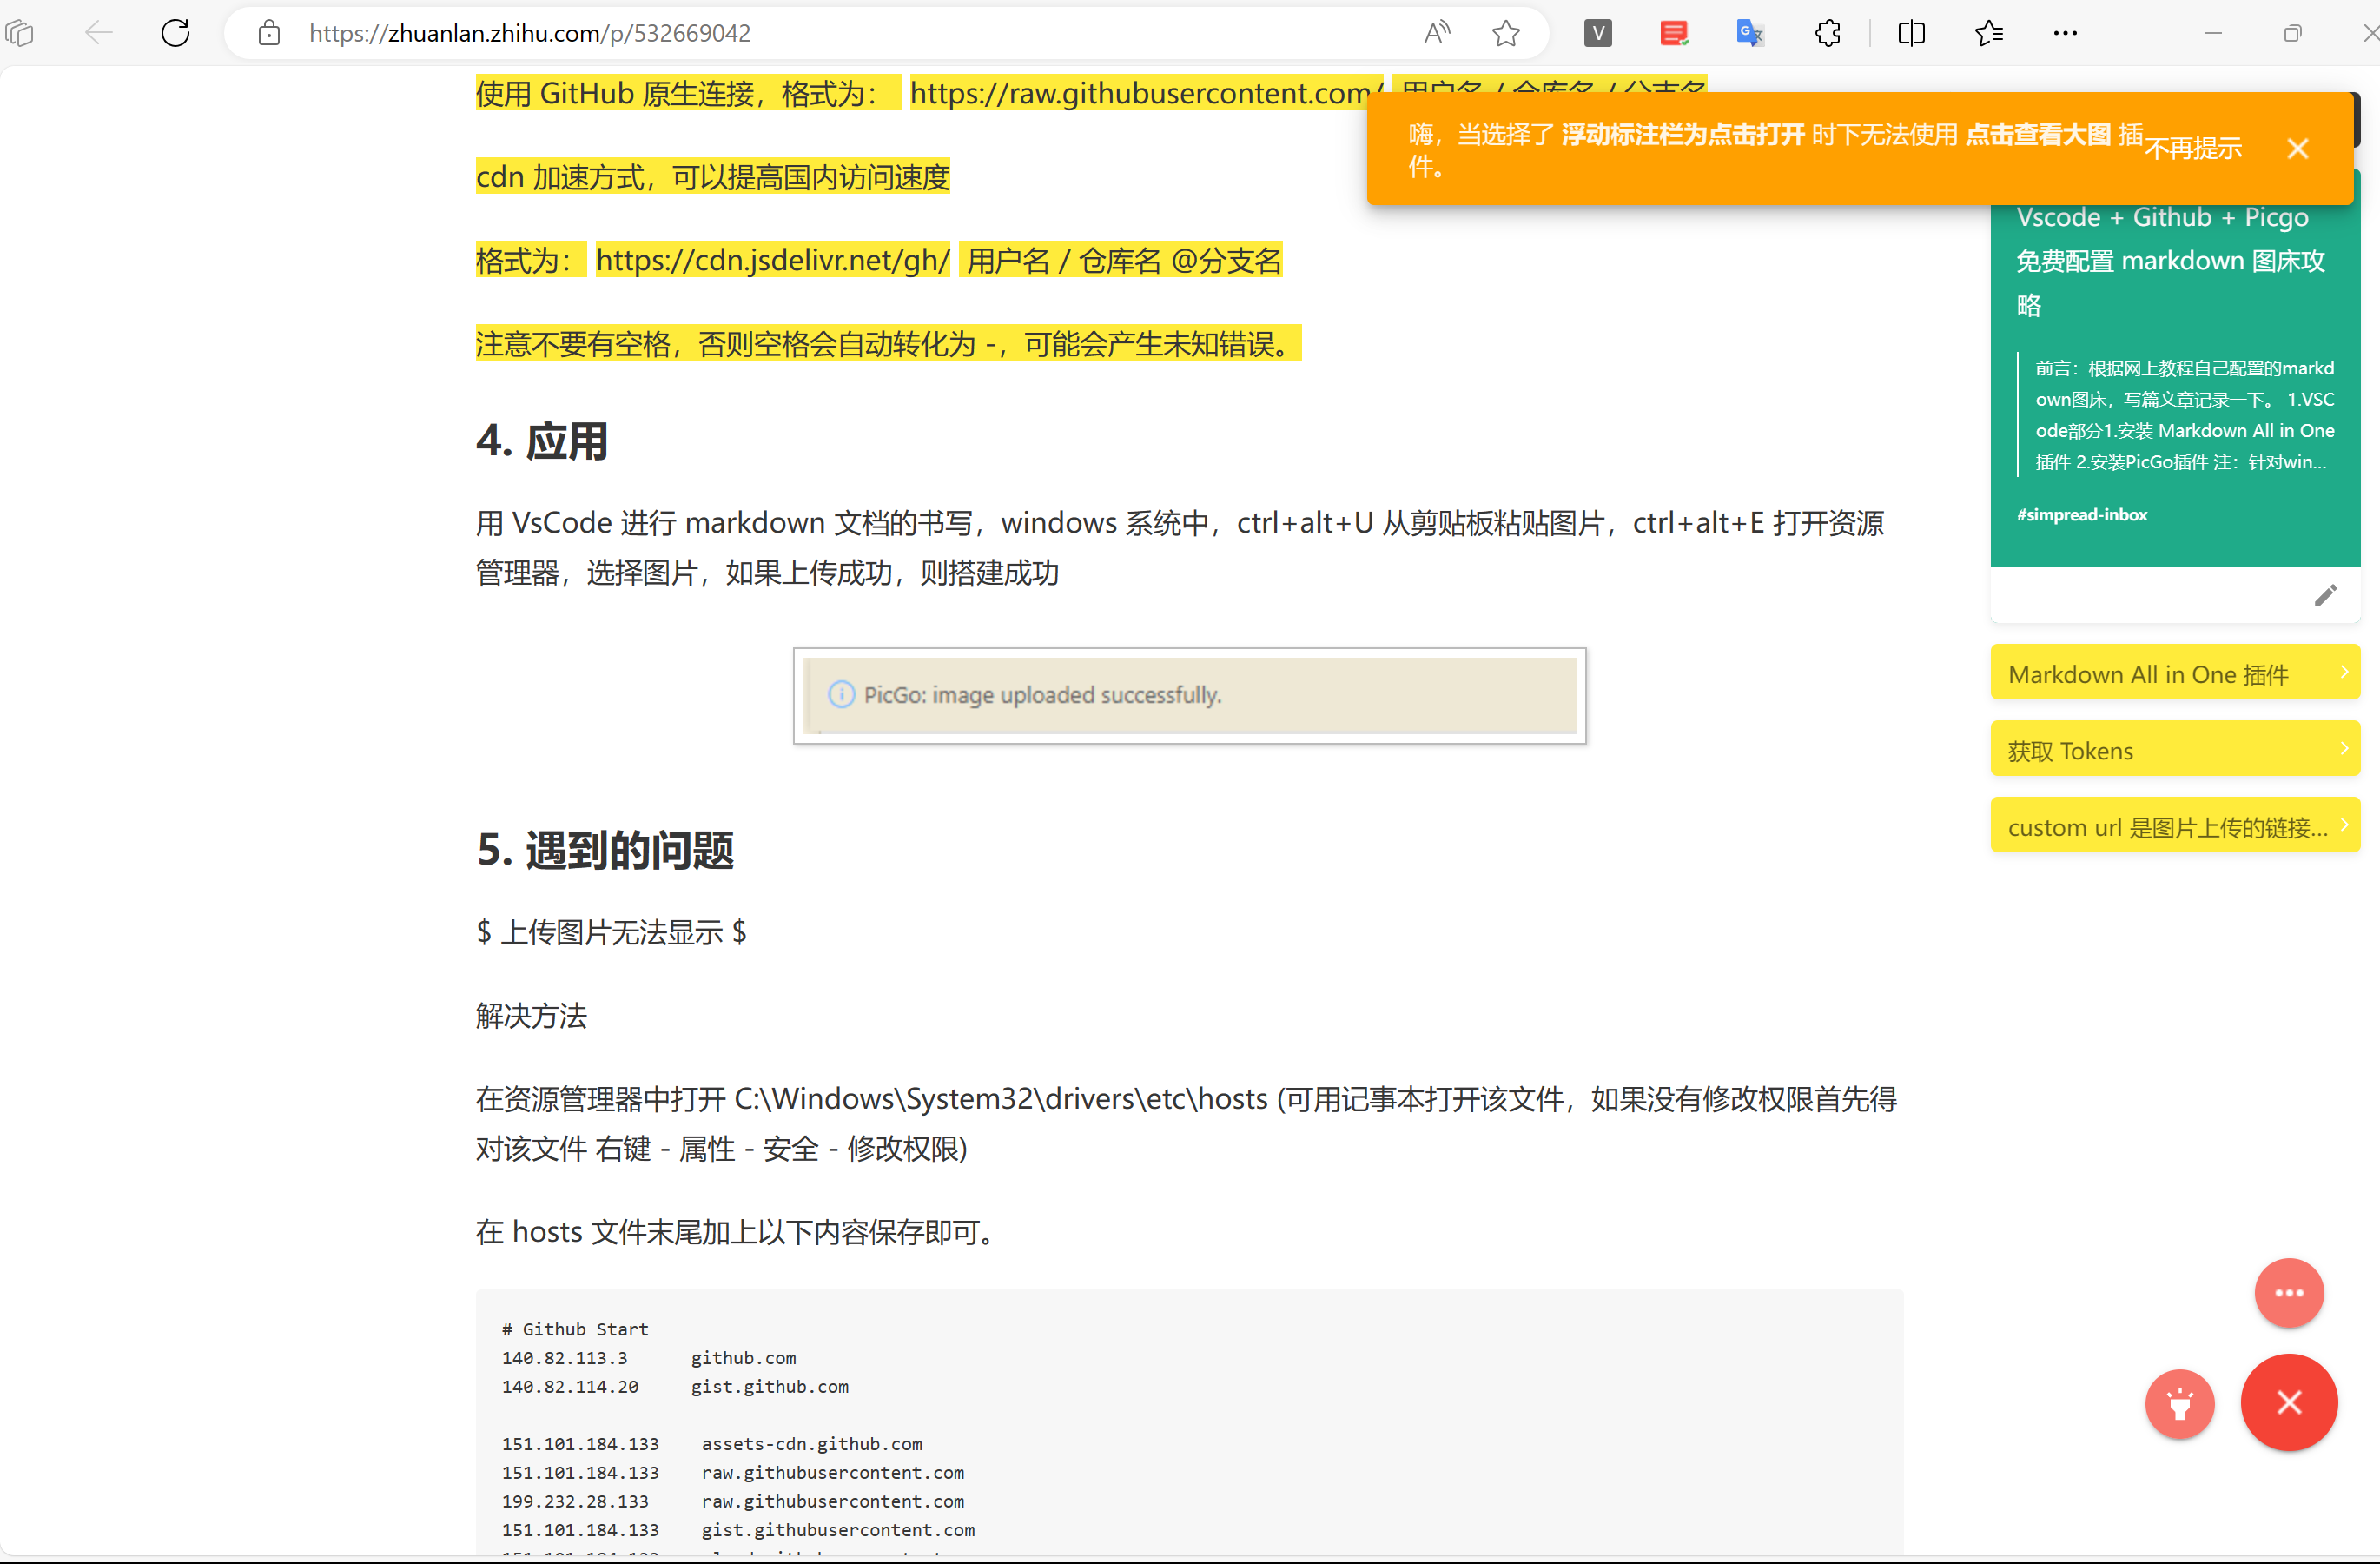 https://zhuanlan.zhihu.com/p/532669042
使用 GitHub 原生连接，格式为： https://raw.githubusercontent.com/ 用户名 / 仓库名 / 分支名
嗨，当选择了 浮动标注栏为点击打开 时下无法使用 点击查看大图 插
件。
不再提示
cdn 加速方式，可以提高国内访问速度
格式为： https://cdn.jsdelivr.net/gh/ 用户名 / 仓库名 @分支名
注意不要有空格，否则空格会自动转化为 -，可能会产生未知错误。
4. 应用
用 VsCode 进行 markdown 文档的书写，windows 系统中，ctrl+alt+U 从剪贴板粘贴图片，ctrl+alt+E 打开资源
管理器，选择图片，如果上传成功，则搭建成功
PicGo: image uploaded successfully.
5. 遇到的问题
$ 上传图片无法显示 $
解决方法
在资源管理器中打开 C:\Windows\System32\drivers\etc\hosts (可用记事本打开该文件，如果没有修改权限首先得
对该文件 右键 - 属性 - 安全 - 修改权限)
在 hosts 文件末尾加上以下内容保存即可。
# Github Start
140.82.113.3 github.com
140.82.114.20 gist.github.com
151.101.184.133 assets-cdn.github.com
151.101.184.133 raw.githubusercontent.com
199.232.28.133 raw.githubusercontent.com
151.101.184.133 gist.githubusercontent.com
Vscode + Github + Picgo
免费配置 markdown 图床攻
略
前言：根据网上教程自己配置的markd
own图床，写篇文章记录一下。 1.VSC
ode部分1.安装 Markdown All in One
插件 2.安装PicGo插件 注：针对win...
#simpread-inbox
Markdown All in One 插件
获取 Tokens
custom url 是图片上传的链接...